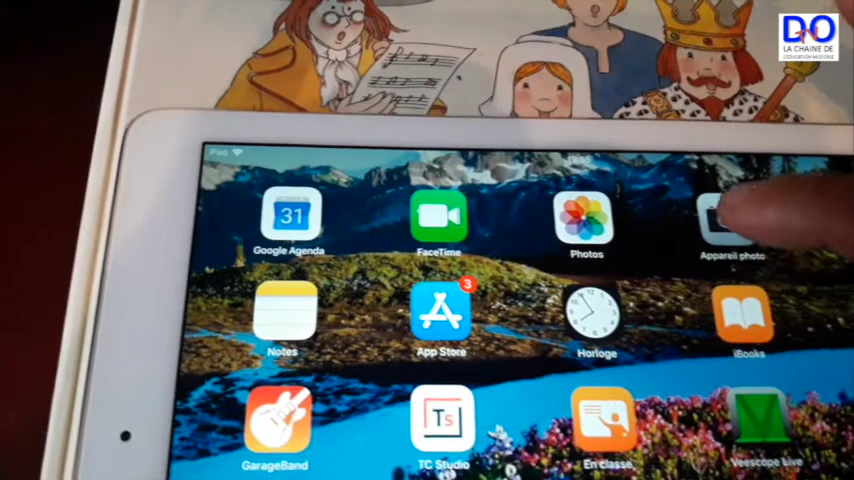 DO
LA CHAINE DE
L'EDUCATION MUSICALE
iPad
31
Google Agenda
FaceTime
Photos
Appareil photo
Notes
3
App Store
Horloge
iBooks
GarageBand
Ts
TC Studio
En classe
Veescope Live